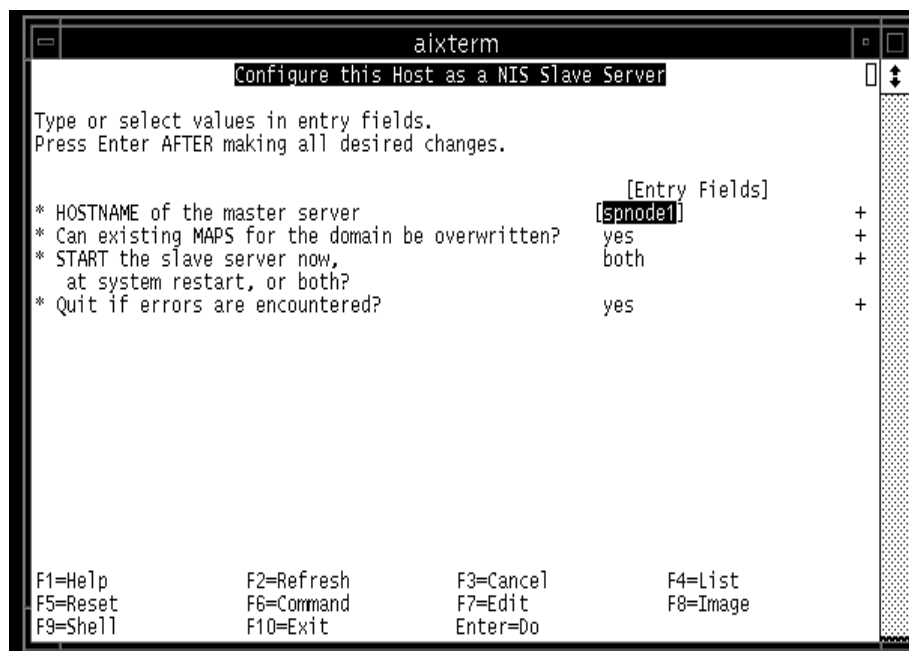 aixterm
Configure this Host as a NIS Slave Server
Type or select values in entry fields.
Press Enter AFTER making all desired changes.
[Entry Fields]
* HOSTNAME of the master server [spnode1] +
* Can existing MAPS for the domain be overwritten? yes +
* START the slave server now, both +
at system restart, or both?
* Quit if errors are encountered? yes +
F1=Help F2=Refresh F3=Cancel F4=List
F5=Reset F6=Command F7=Edit F8=Image
F9=Shell F10=Exit Enter=Do